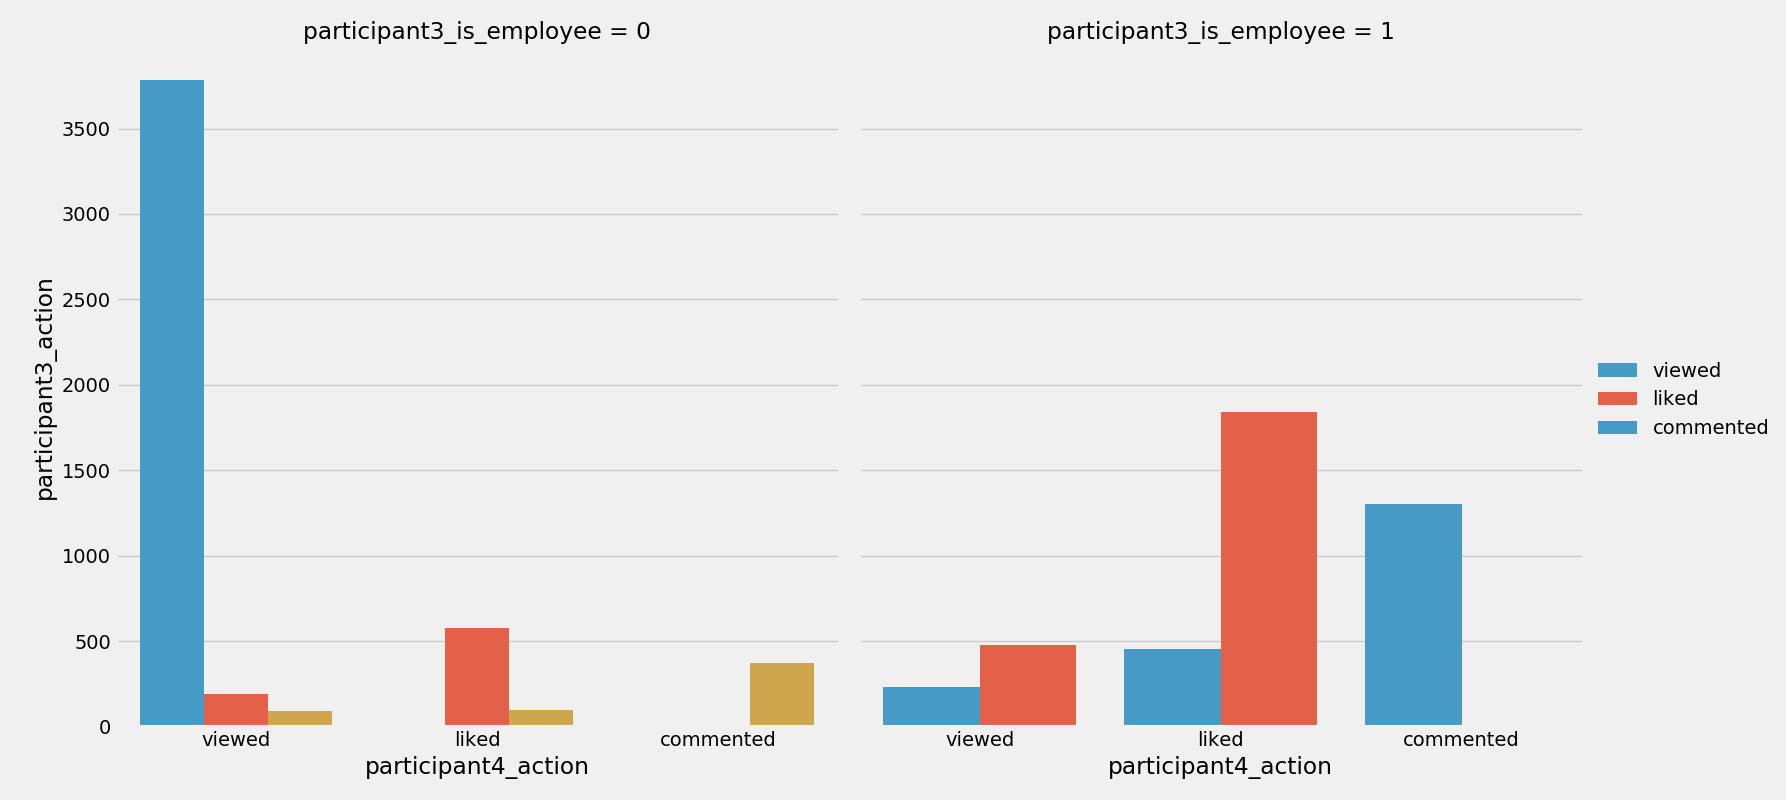 participant3_is_employee = 0
participant3_is_employee = 1
participant3_action
3500
3000
2500
2000
1500
1000
500
0
viewed liked commented
participant4_action
viewed liked commented
participant4_action
viewed
liked
commented